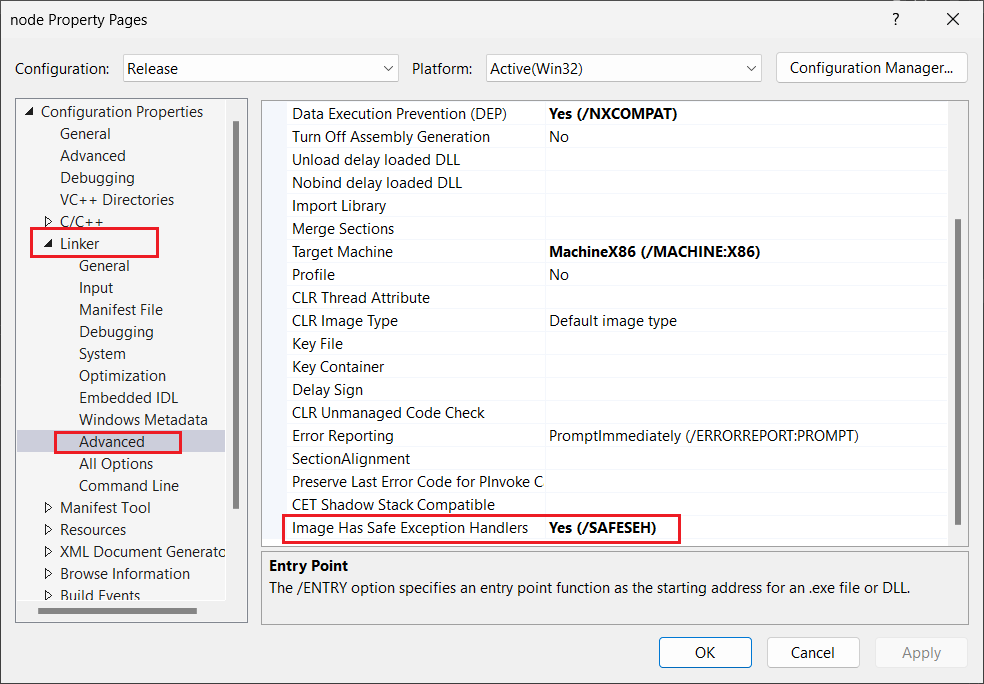 node Property Pages
?
Configuration: Release Platform: Active(Win32) Configuration Manager...
Configuration Properties
General
Advanced
Debugging
VC++ Directories
C/C++
Linker
General
Input
Manifest File
Debugging
System
Optimization
Embedded IDL
Windows Metadata
Advanced
All Options
Command Line
Manifest Tool
Resources
XML Document Generato
Browse Information
Build Events
Data Execution Prevention (DEP) Yes (/NXCOMPAT)
Turn Off Assembly Generation No
Unload delay loaded DLL
Nobind delay loaded DLL
Import Library
Merge Sections
Target Machine MachineX86 (/MACHINE:X86)
Profile No
CLR Thread Attribute
CLR Image Type Default image type
Key File
Key Container
Delay Sign
CLR Unmanaged Code Check
Error Reporting PromptImmediately (/ERRORREPORT:PROMPT)
SectionAlignment
Preserve Last Error Code for PInvoke C
CET Shadow Stack Compatible
Image Has Safe Exception Handlers Yes (/SAFESEH)
Entry Point
The /ENTRY option specifies an entry point function as the starting address for an .exe file or DLL.
OK Cancel Apply